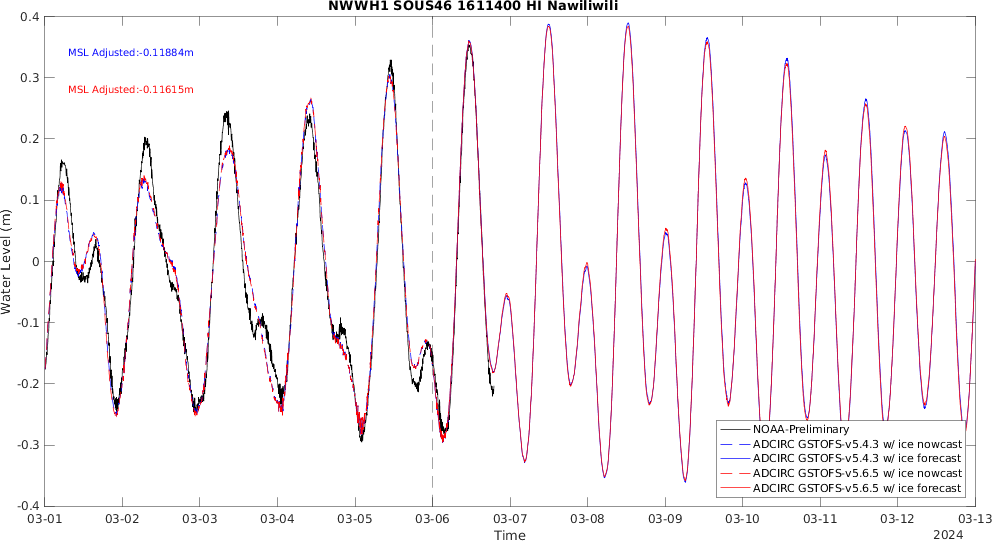 NWWH1 SOUS46 1611400 HI Nawiliwili
MSL Adjusted:-0.11884m
MSL Adjusted:-0.11615m
0.4
0.3
0.2
0.1
0
-0.1
-0.2
-0.3
-0.4
Water Level (m)
NOAA-Preliminary
ADCIRC GSTOFS-v5.4.3 w/ ice nowcast
ADCIRC GSTOFS-v5.4.3 w/ ice forecast
ADCIRC GSTOFS-v5.6.5 w/ ice nowcast
ADCIRC GSTOFS-v5.6.5 w/ ice forecast
03-01 03-02 03-03 03-04 03-05 03-06 03-07 03-08 03-09 03-10 03-11 03-12 03-13
Time
2024